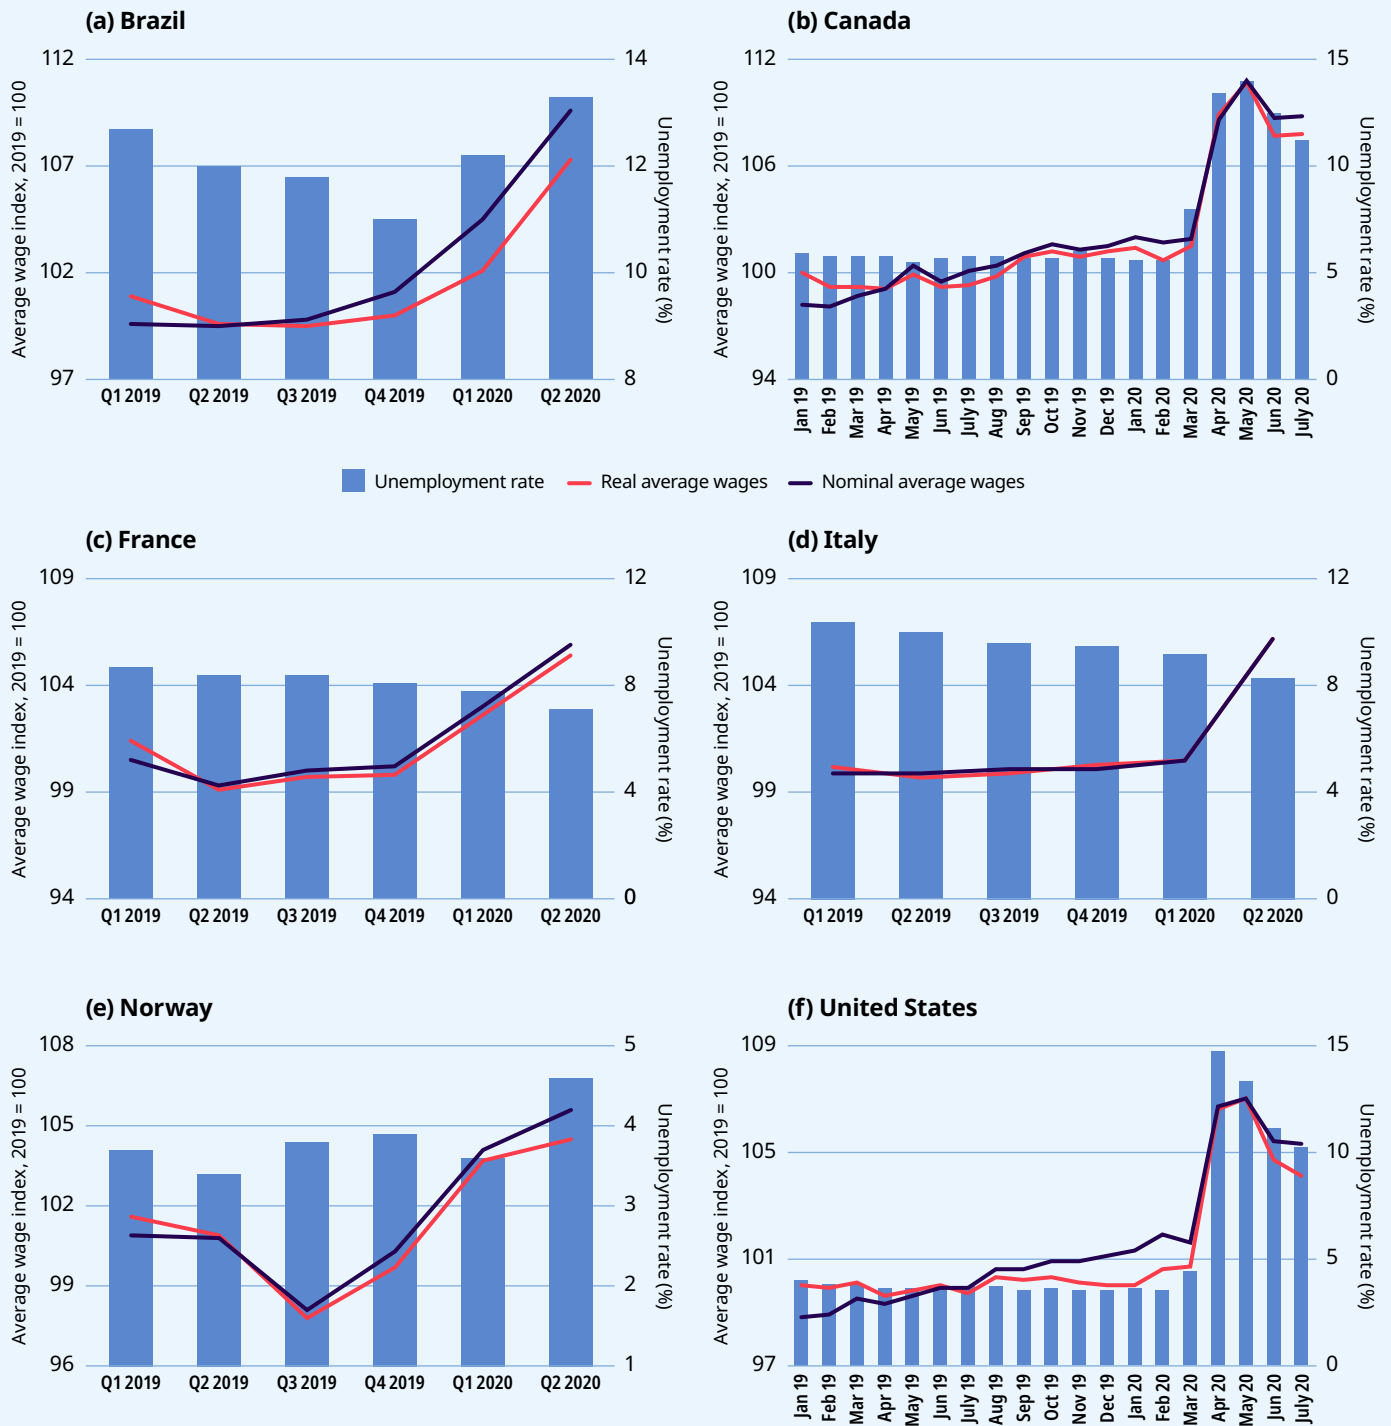 (a) Brazil
Average wage index, 2019 = 100
112
107
102
97
14
12
10
8
Unemployment rate (%)
Q1 2019 Q2 2019 Q3 2019 Q4 2019 Q1 2020 Q2 2020
(b) Canada
Average wage index, 2019 = 100
112
106
100
94
15
10
5
0
Unemployment rate (%)
Jan 19 Feb 19 Mar 19 Apr 19 May 19 Jun 19 July 19 Aug 19 Sep 19 Oct 19 Nov 19 Dec 19 Jan 20 Feb 20 Mar 20 Apr 20 May 20 Jun 20 July 20
Unemployment rate Real average wages Nominal average wages
(c) France
Average wage index, 2019 = 100
109
104
99
94
12
8
4
0
Unemployment rate (%)
Q1 2019 Q2 2019 Q3 2019 Q4 2019 Q1 2020 Q2 2020
(d) Italy
Average wage index, 2019 = 100
109
104
99
94
12
8
4
0
Unemployment rate (%)
Q1 2019 Q2 2019 Q3 2019 Q4 2019 Q1 2020 Q2 2020
(e) Norway
Average wage index, 2019 = 100
108
105
102
99
96
5
4
3
2
1
Unemployment rate (%)
Q1 2019 Q2 2019 Q3 2019 Q4 2019 Q1 2020 Q2 2020
(f) United States
Average wage index, 2019 = 100
109
105
101
97
15
10
5
0
Unemployment rate (%)
Jan 19 Feb 19 Mar 19 Apr 19 May 19 Jun 19 July 19 Aug 19 Sep 19 Oct 19 Nov 19 Dec 19 Jan 20 Feb 20 Mar 20 Apr 20 May 20 Jun 20 July 20